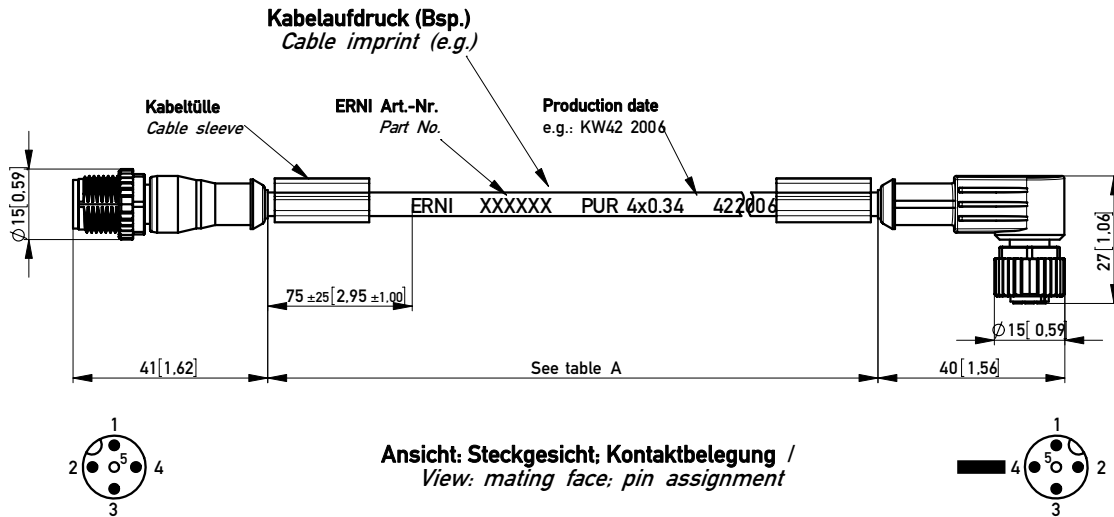 Kabelaufdruck (Bsp.)
Cable imprint (e.g.)
Kabeltülle
Cable sleeve
ERNI Art.-Nr.
Part No.
Production date
e.g.: KW42 2006
∅15[0,59]
ERNI XXXXXX PUR 4x0.34 422006
27[1.06]
75 ±25[2,95 ±1,00]
∅15[0,59]
41[1,62]
See table A
40[1,56]
1
2 5 4
3
Ansicht: Steckgesicht; Kontaktbelegung /
View: mating face; pin assignment
1
4 5 2
3